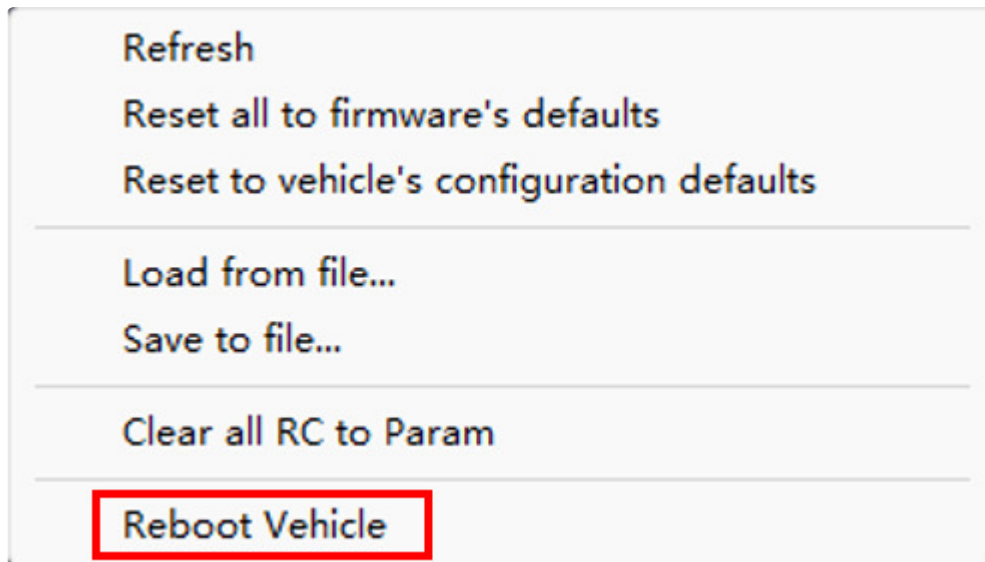 Refresh
Reset all to firmware's defaults
Reset to vehicle's configuration defaults
Load from file...
Save to file...
Clear all RC to Param
Reboot Vehicle